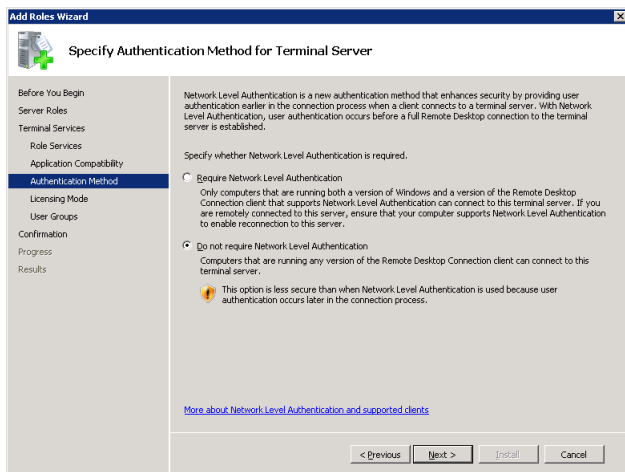 Add Roles Wizard
Specify Authentication Method for Terminal Server
Before You Begin
Server Roles
Terminal Services
Role Services
Application Compatibility
Authentication Method
Licensing Mode
User Groups
Confirmation
Progress
Results
Network Level Authentication is a new authentication method that enhances security by providing user
authentication earlier in the connection process when a client connects to a terminal server. With Network
Level Authentication, user authentication occurs before a full Remote Desktop connection to the terminal
server is established.
Specify whether Network Level Authentication is required.
Require Network Level Authentication
Only computers that are running both a version of Windows and a version of the Remote Desktop
Connection client that supports Network Level Authentication can connect to this terminal server. If you
are remotely connected to this server, ensure that your computer supports Network Level Authentication
to enable reconnection to this server.
Do not require Network Level Authentication
Computers that are running any version of the Remote Desktop Connection client can connect to this
terminal server.
This option is less secure than when Network Level Authentication is used because user
authentication occurs later in the connection process.
More about Network Level Authentication and supported clients
< Previous
Next >
Install
Cancel